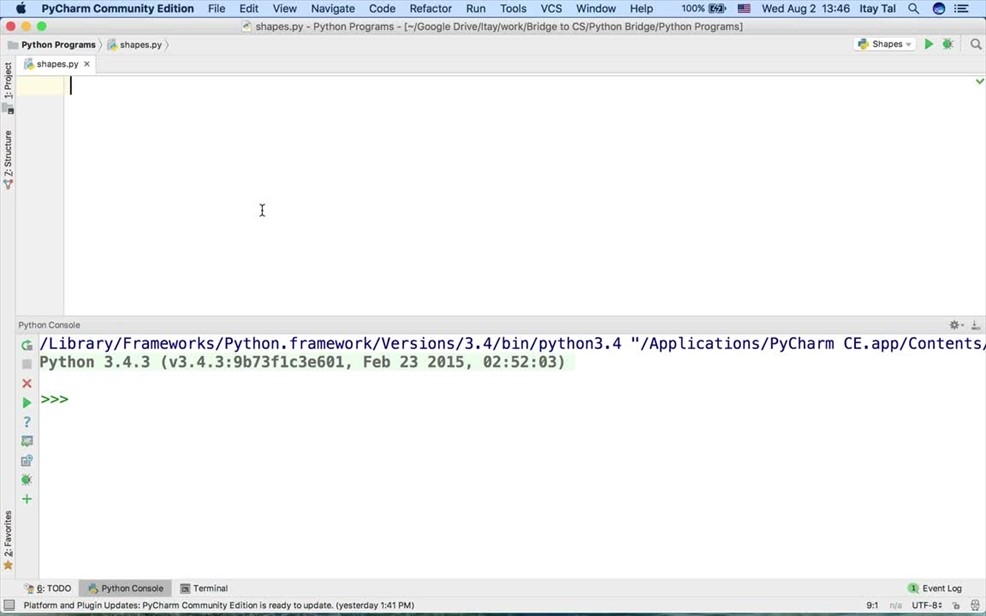 PyCharm Community Edition File Edit View Navigate Code Refactor Run Tools VCS Window Help 100% Wed Aug 2 13:46 Itay Tal
shapes.py - Python Programs - [~/Google Drive/Itay/work/Bridge to CS/Python Bridge/Python Programs]
Python Programs shapes.py Shapes
shapes.py
1: Project
Z: Structure
2: Favorites
Python Console
/Library/Frameworks/Python.framework/Versions/3.4/bin/python3.4 "/Applications/PyCharm CE.app/Contents/
Python 3.4.3 (v3.4.3:9b73f1c3e601, Feb 23 2015, 02:52:03)
>>>
6: TODO Python Console Terminal 1 Event Log
Platform and Plugin Updates: PyCharm Community Edition is ready to update. (yesterday 1:41 PM) 9:1 n/a UTF-8